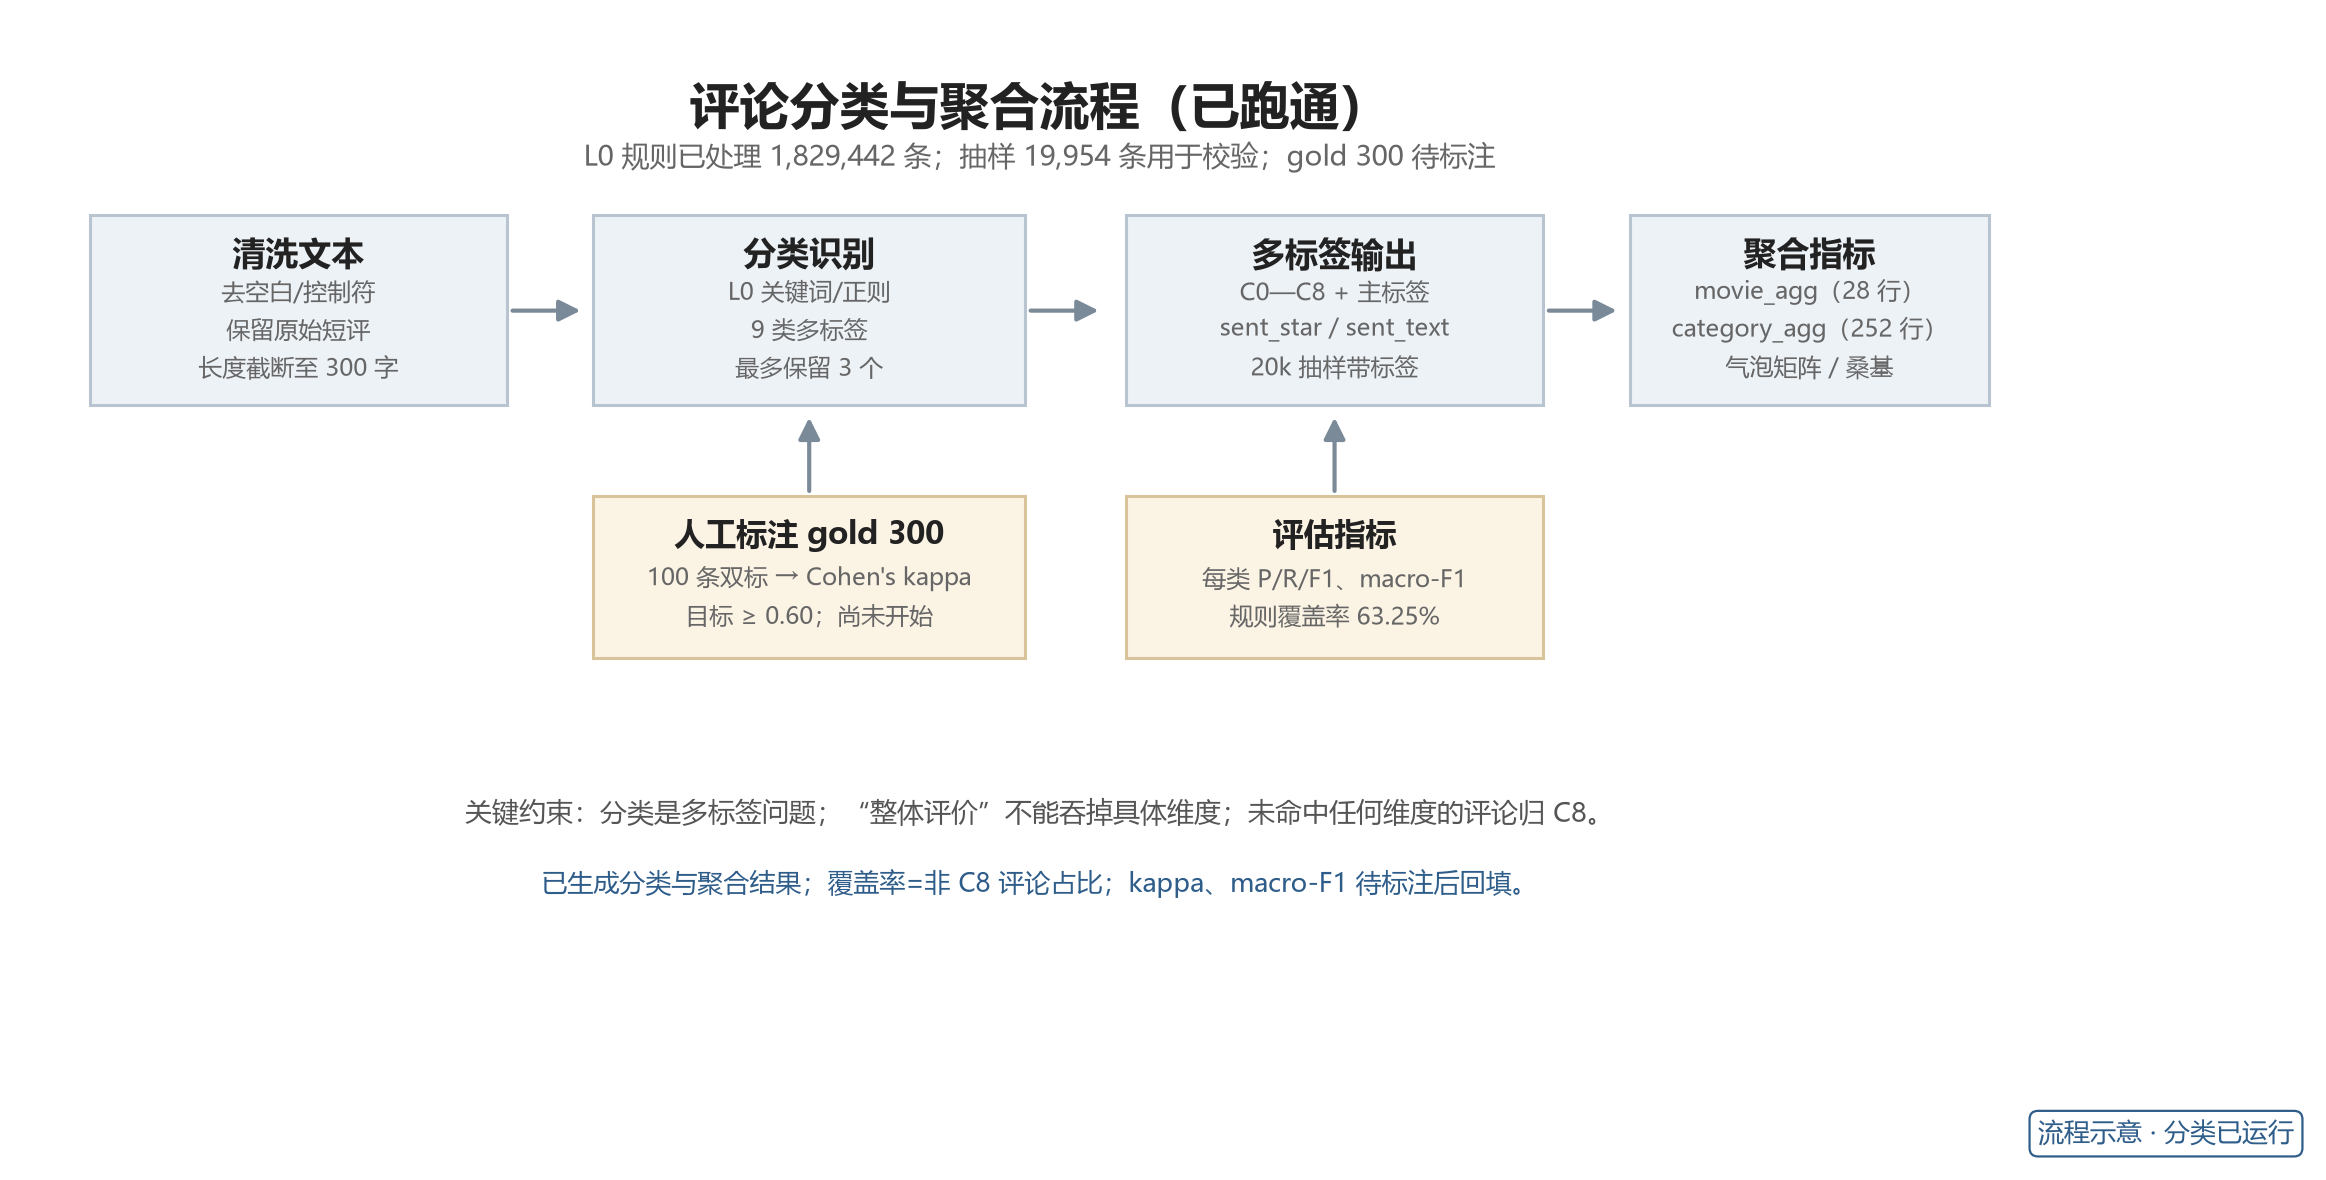 评论分类与聚合流程（已跑通）
L0 规则已处理 1,829,442 条；抽样 19,954 条用于校验；gold 300 待标注
清洗文本
去空白/控制符
保留原始短评
长度截断至 300 字
分类识别
L0 关键词/正则
9 类多标签
最多保留 3 个
多标签输出
C0—C8 + 主标签
sent_star / sent_text
20k 抽样带标签
聚合指标
movie_agg（28 行）
category_agg（252 行）
气泡矩阵 / 桑基
人工标注 gold 300
100 条双标 → Cohen's kappa
目标 ≥ 0.60；尚未开始
评估指标
每类 P/R/F1、macro-F1
规则覆盖率 63.25%
关键约束：分类是多标签问题；“整体评价”不能吞掉具体维度；未命中任何维度的评论归 C8。
已生成分类与聚合结果；覆盖率=非 C8 评论占比；kappa、macro-F1 待标注后回填。
流程示意 · 分类已运行